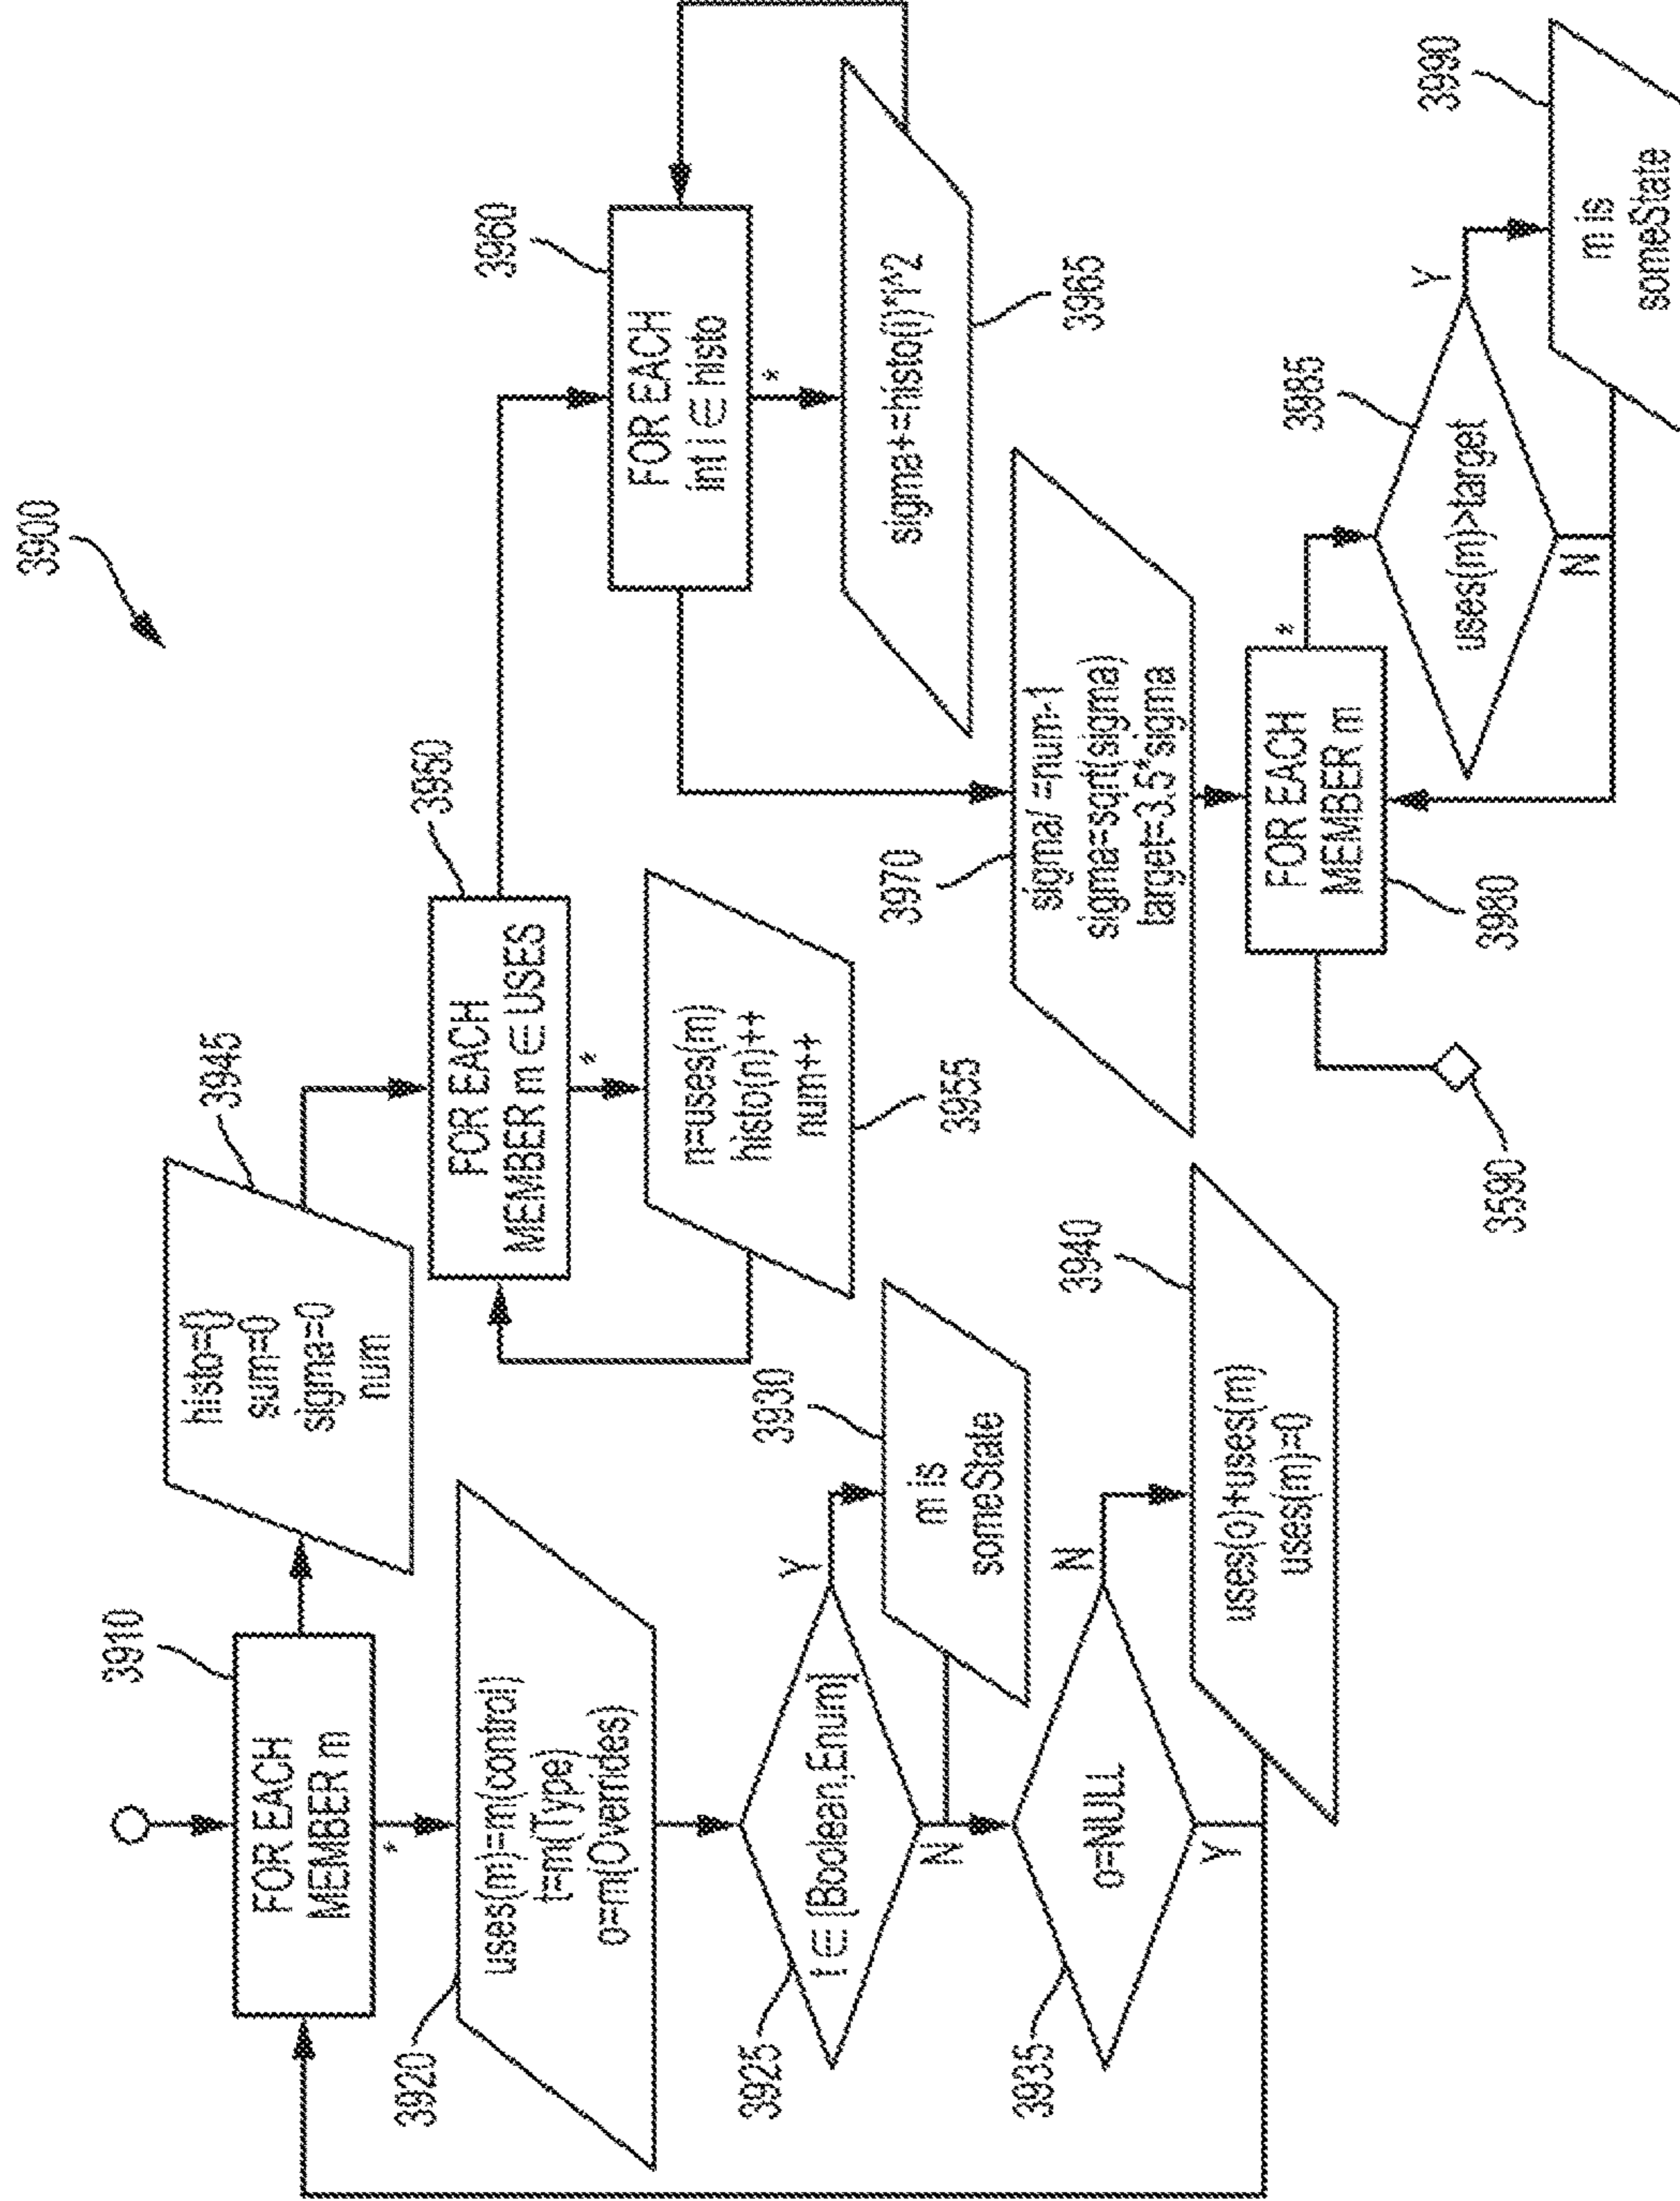 3900
3910
FOR EACH
MEMBER m
*
3920
uses(m)=m(control)
t=m(Type)
o=m(Overrides)
3925
t ∈ {Boolean,Enum}
Y
N
3930
m is
someState
3935
o=NULL
N
Y
3940
uses(o)+uses(m)
uses(m)=0
3945
histo={}
sum=0
sigma=0
num
3950
FOR EACH
MEMBER m ∈ USES
*
3955
n=uses(m)
histo(n)++
num++
3960
FOR EACH
int i ∈ histo
*
3965
sigma+=histo(i)*i^2
3970
sigma/ =num-1
sigma=sqrt(sigma)
target=3.5*sigma
3980
FOR EACH
MEMBER m
*
3985
uses(m)>target
Y
N
3990
m is
someState
3590